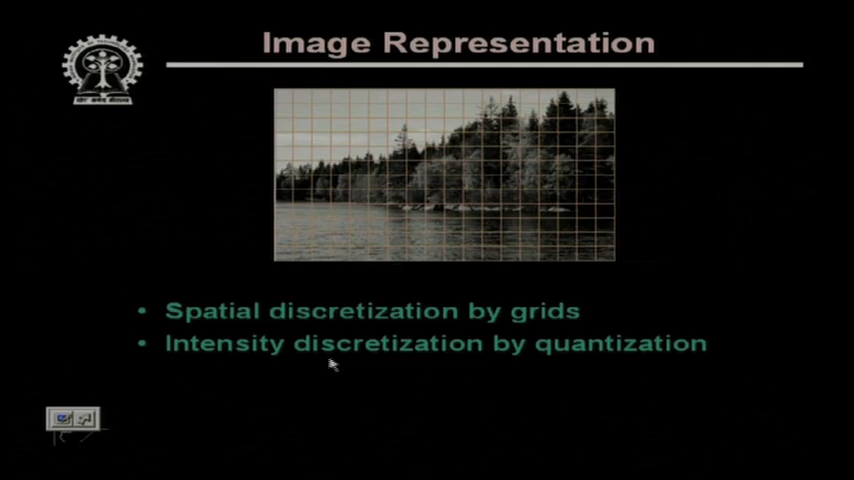 Image Representation
• Spatial discretization by grids
• Intensity discretization by quantization